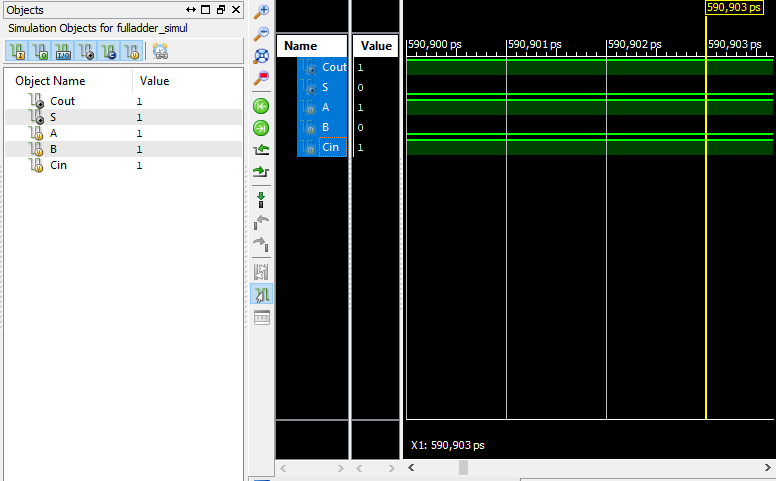 Objects
Simulation Objects for fulladder_simul
Object Name Value
Cout 1
S 1
A 1
B 1
Cin 1
Name Value
Cout 1
S 0
A 1
B 0
Cin 1
590,903 ps
590,900 ps 590,901 ps 590,902 ps 590,903 ps
X1: 590,903 ps